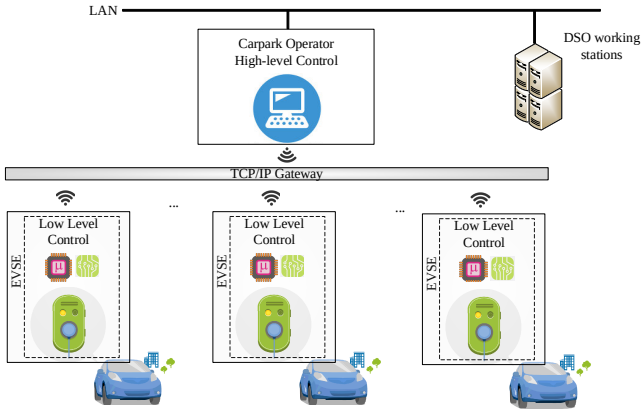 LAN
Carpark Operator
High-level Control
DSO working
stations
TCP/IP Gateway
...
...
EVSE
Low Level
Control
µ
EVSE
Low Level
Control
µ
EVSE
Low Level
Control
µ